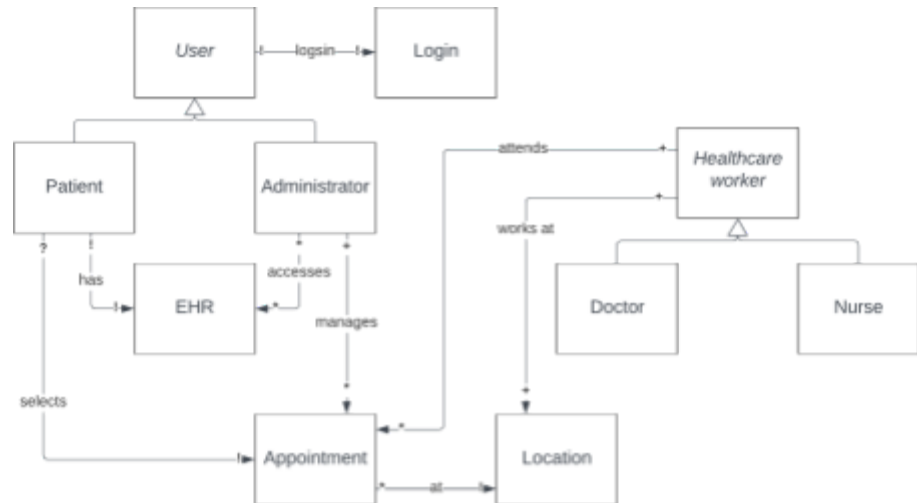 User
! logsin !
Login
Patient
Administrator
attends
+
Healthcare
worker
+
works at
?
!
*
+
has
accesses
!
EHR
*
manages
Doctor
Nurse
selects
*
+
!
Appointment
*
* at !
Location